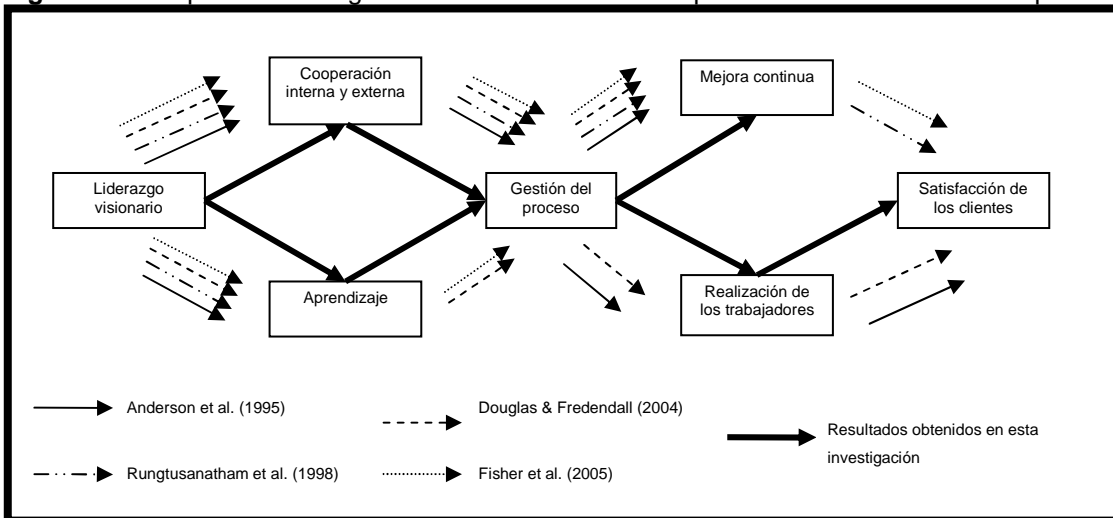 Cooperación
interna y externa
Mejora continua
Liderazgo
visionario
Gestión del
proceso
Satisfacción de
los clientes
Aprendizaje
Realización de
los trabajadores
Anderson et al. (1995)
Douglas & Fredendall (2004)
Resultados obtenidos en esta
investigación
Rungtusanatham et al. (1998)
Fisher et al. (2005)